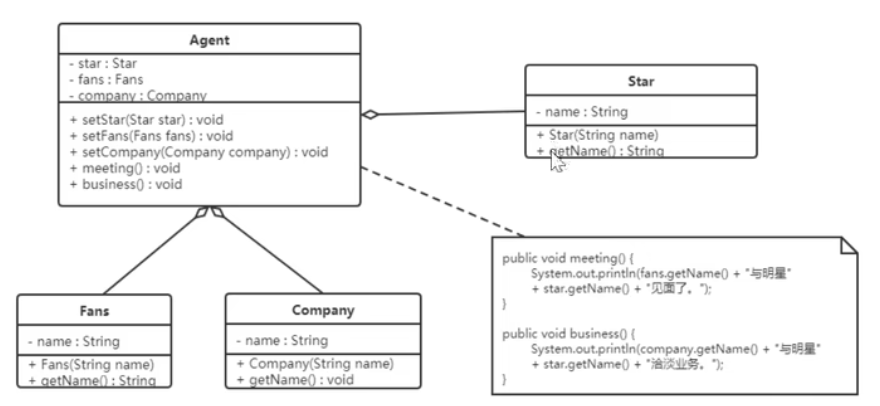 Agent
- star : Star
- fans : Fans
- company : Company
+ setStar(Star star) : void
+ setFans(Fans fans) : void
+ setCompany(Company company) : void
+ meeting() : void
+ business() : void
Star
- name : String
+ Star(String name)
+ getName() : String
Fans
- name : String
+ Fans(String name)
+ getName() : String
Company
- name : String
+ Company(String name)
+ getName() : void
public void meeting() {
System.out.println(fans.getName() + "与明星"
+ star.getName() + "见面了。");
}
public void business() {
System.out.println(company.getName() + "与明星"
+ star.getName() + "洽淡业务。");
}